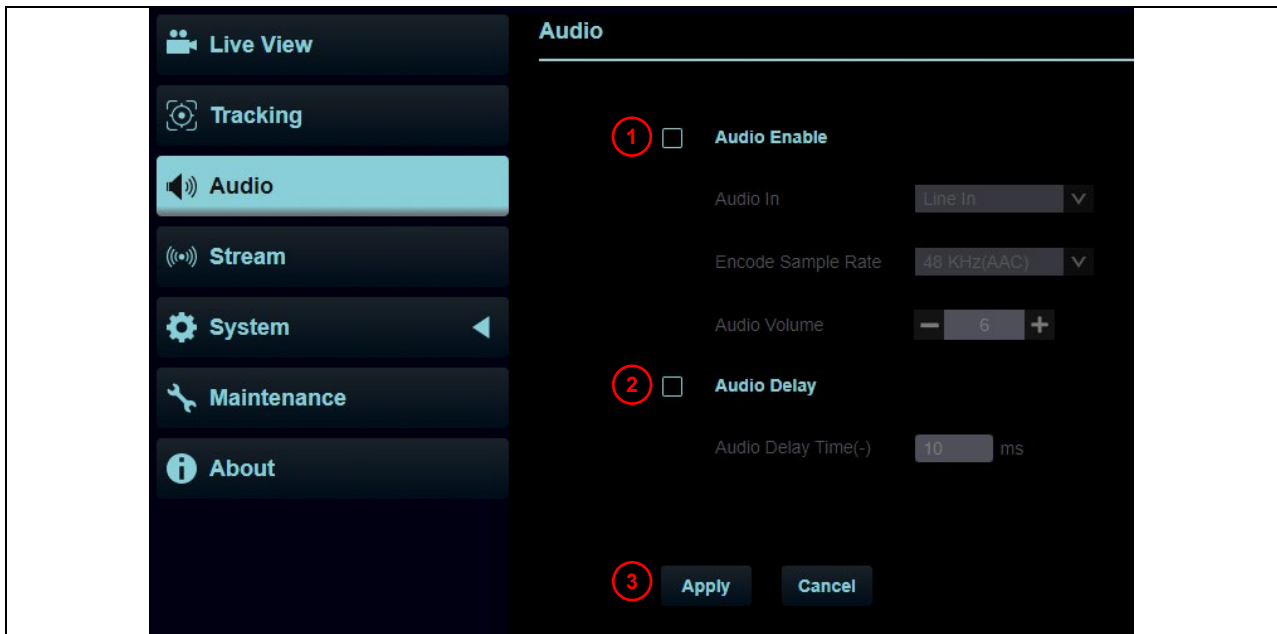 Live View
Tracking
Audio
Stream
System
Maintenance
About
Audio
1 Audio Enable
Audio In Line In
Encode Sample Rate 48 KHz(AAC)
Audio Volume 6
2 Audio Delay
Audio Delay Time(-) 10 ms
3 Apply Cancel